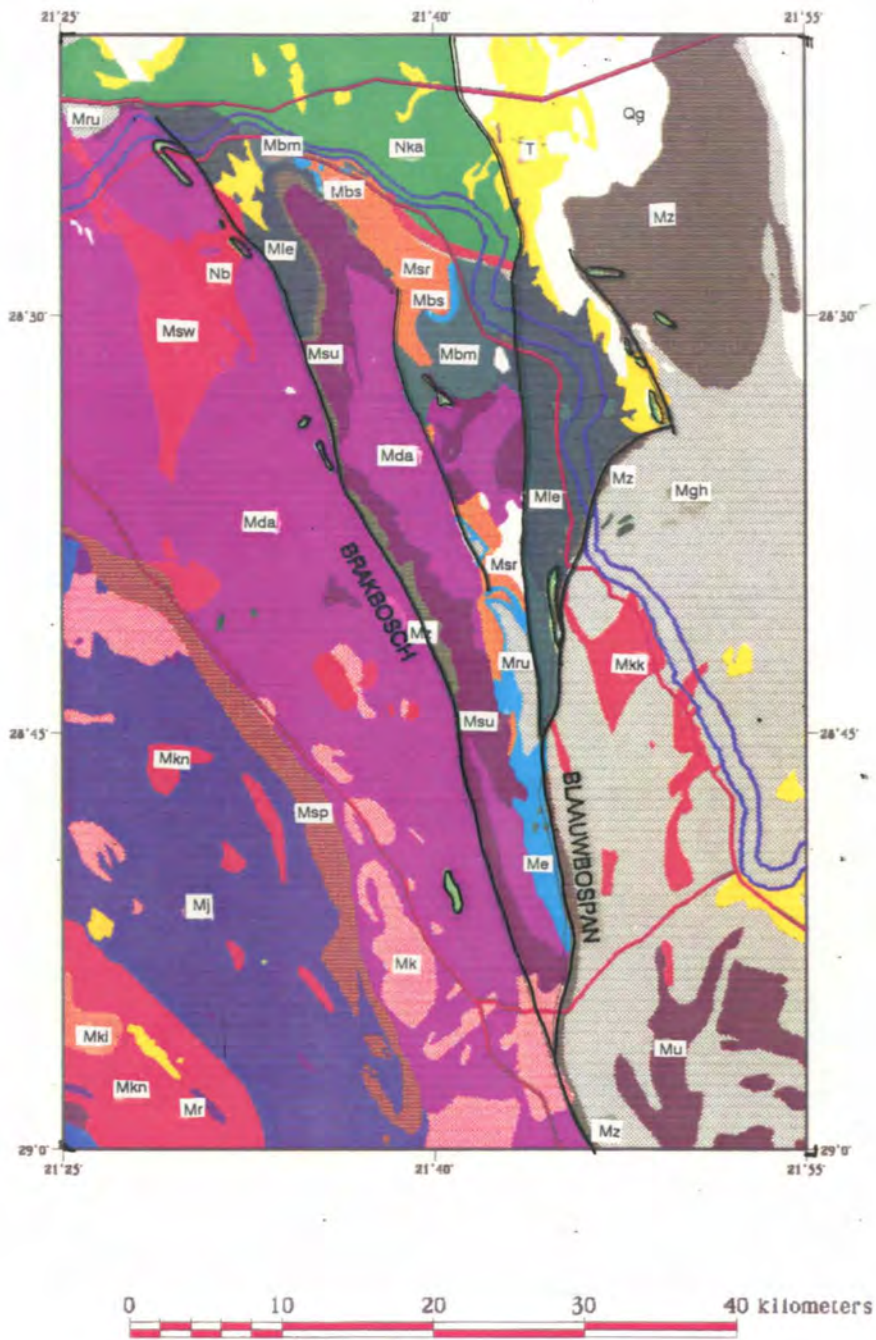 21°25' 21°40' 21°55'
Mru
Qg
Mbm
Nka
T
Mbs
Mz
Mle
Msr
Nb
Mbs
28°30' 28°30'
Msw
Msu
Mbm
Mda
Mz
Mgh
Mle
Mda
Msr
BRAKBOSCH
Mz
Mru
Mkk
Msu
28°45' 28°45'
Mkn
Msp
BLAAUWBOSPAN
Me
Mj
Mk
Mkl
Mu
Mkn
Mr
Mz
29°0' 29°0'
21°25' 21°40' 21°55'
0 10 20 30 40 kilometers